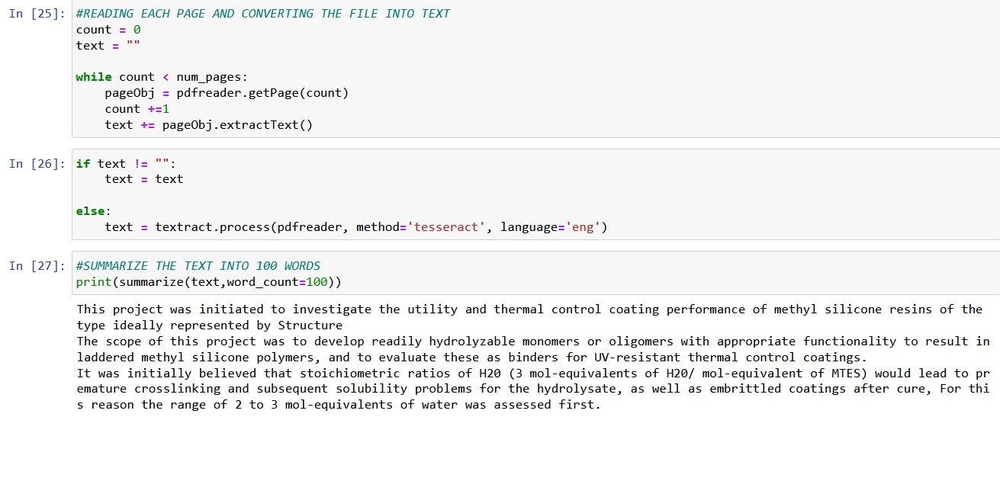 In [25]: #READING EACH PAGE AND CONVERTING THE FILE INTO TEXT
count = 0
text = ""
while count < num_pages:
    pageObj = pdfreader.getPage(count)
    count +=1
    text += pageObj.extractText()
In [26]: if text != "":
    text = text
else:
    text = textract.process(pdfreader, method='tesseract', language='eng')
In [27]: #SUMMARIZE THE TEXT INTO 100 WORDS
print(summarize(text,word_count=100))
This project was initiated to investigate the utility and thermal control coating performance of methyl silicone resins of the
type ideally represented by Structure
The scope of this project was to develop readily hydrolyzable monomers or oligomers with appropriate functionality to result in
laddered methyl silicone polymers, and to evaluate these as binders for UV-resistant thermal control coatings.
It was initially believed that stoichiometric ratios of H20 (3 mol-equivalents of H20/ mol-equivalent of MTES) would lead to pr
emature crosslinking and subsequent solubility problems for the hydrolysate, as well as embrittled coatings after cure, For thi
s reason the range of 2 to 3 mol-equivalents of water was assessed first.